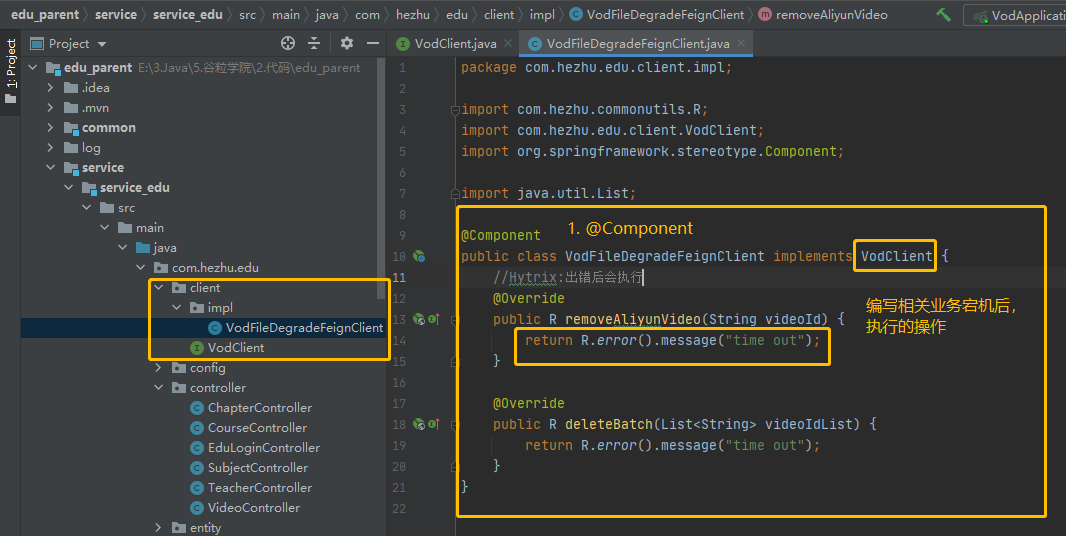 edu_parent service service_edu src main java com hezhu edu client impl VodFileDegradeFeignClient removeAliyunVideo VodApplicati
1: Project
Project
VodClient.java
VodFileDegradeFeignClient.java
edu_parent E:\3.Java\5.谷粒学院\2.代码\edu_parent
.idea
.mvn
common
log
service
service_edu
src
main
java
com.hezhu.edu
client
impl
VodFileDegradeFeignClient
VodClient
config
controller
ChapterController
CourseController
EduLoginController
SubjectController
TeacherController
VideoController
entity
1 package com.hezhu.edu.client.impl;
2
3 import com.hezhu.commonutils.R;
4 import com.hezhu.edu.client.VodClient;
5 import org.springframework.stereotype.Component;
6
7 import java.util.List;
8
1. @Component
9 @Component
10 public class VodFileDegradeFeignClient implements VodClient {
11 //Hytrix:出错后会执行
12 @Override
13 public R removeAliyunVideo(String videoId) {
14 return R.error().message("time out");
15 }
16
17 @Override
18 public R deleteBatch(List<String> videoIdList) {
19 return R.error().message("time out");
20 }
21 }
22
编写相关业务宕机后，
执行的操作